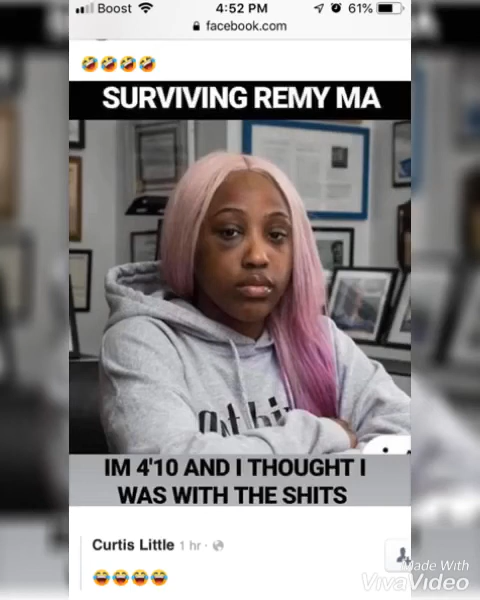 Boost 4:52 PM 61%
facebook.com
SURVIVING REMY MA
IM 4'10 AND I THOUGHT I
WAS WITH THE SHITS
Curtis Little 1 hr ·
Made With
VivaVideo